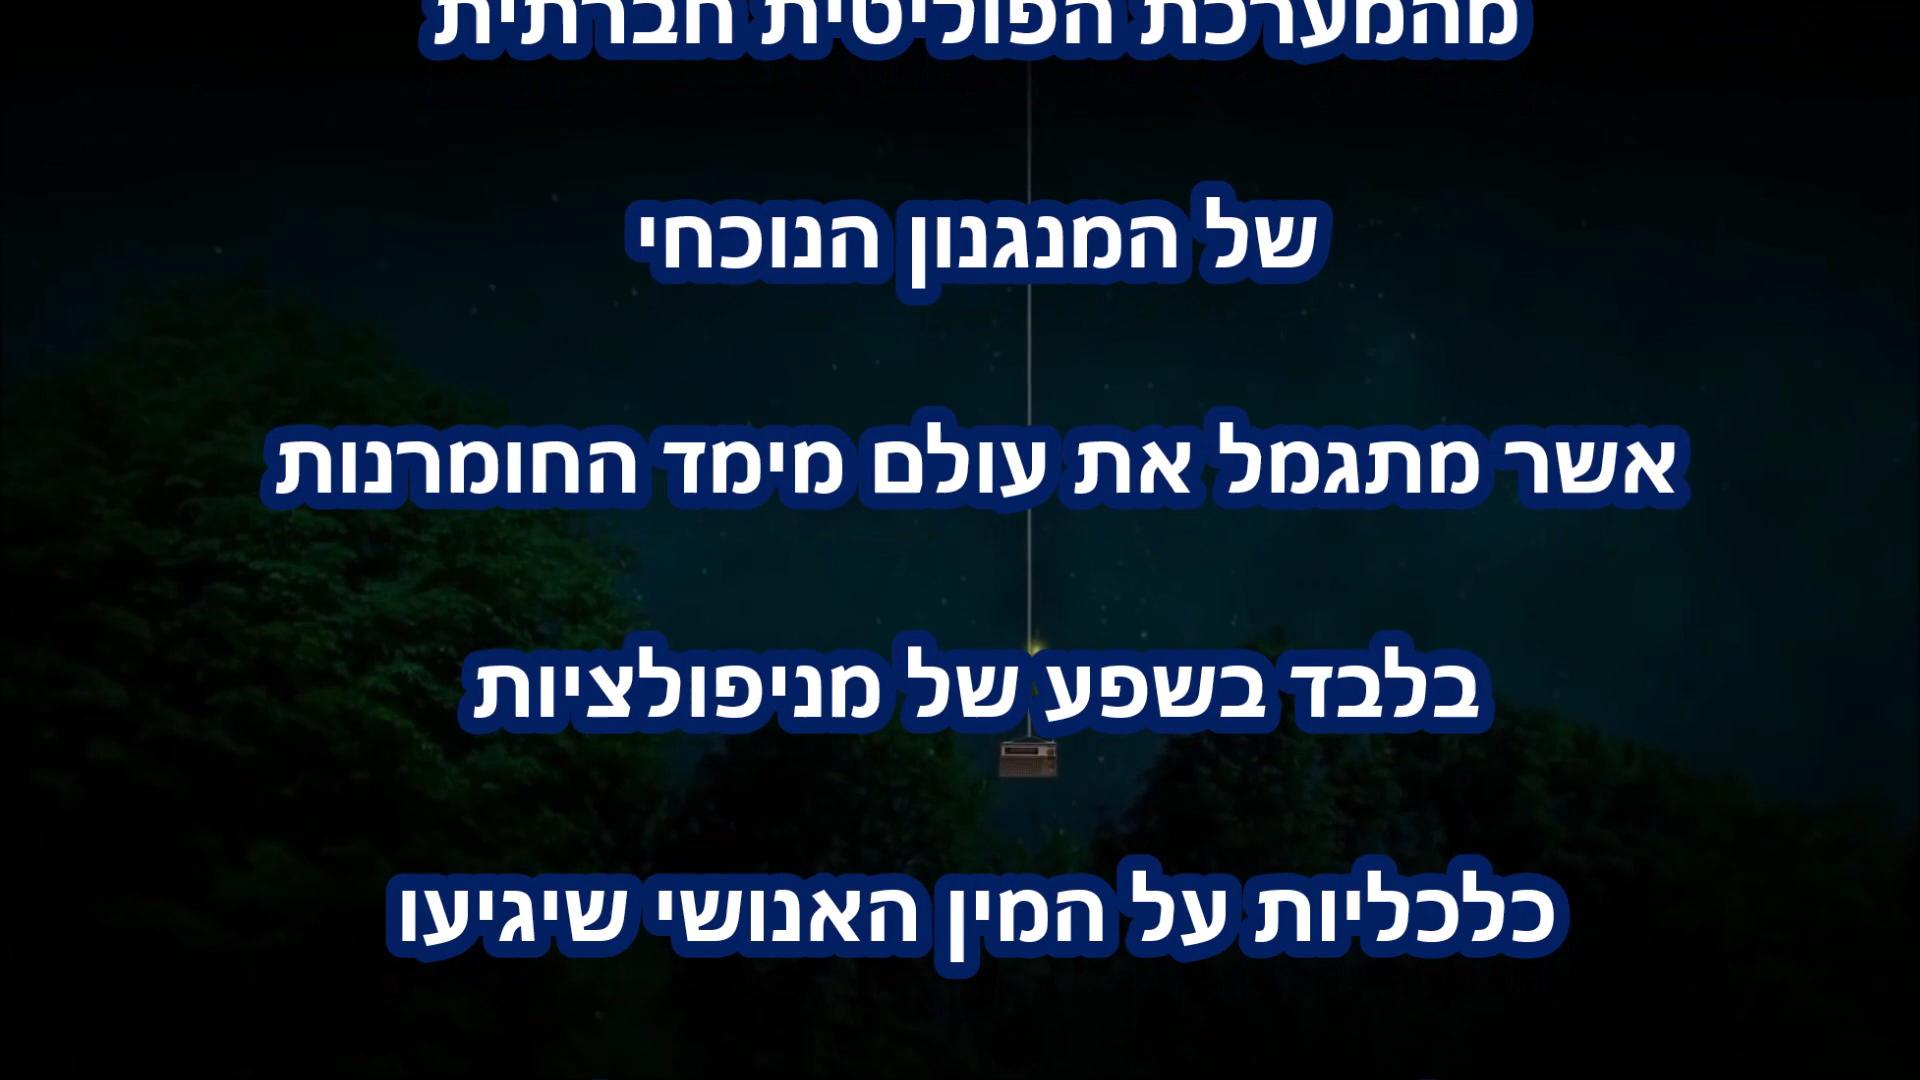 מהמערכת הפוליטית חברתית
של המנגנון הנוכחי
אשר מתגמל את עולם מימד החומרנות
בלבד בשפע של מניפולציות
כלכליות על המין האנושי שיגיעו